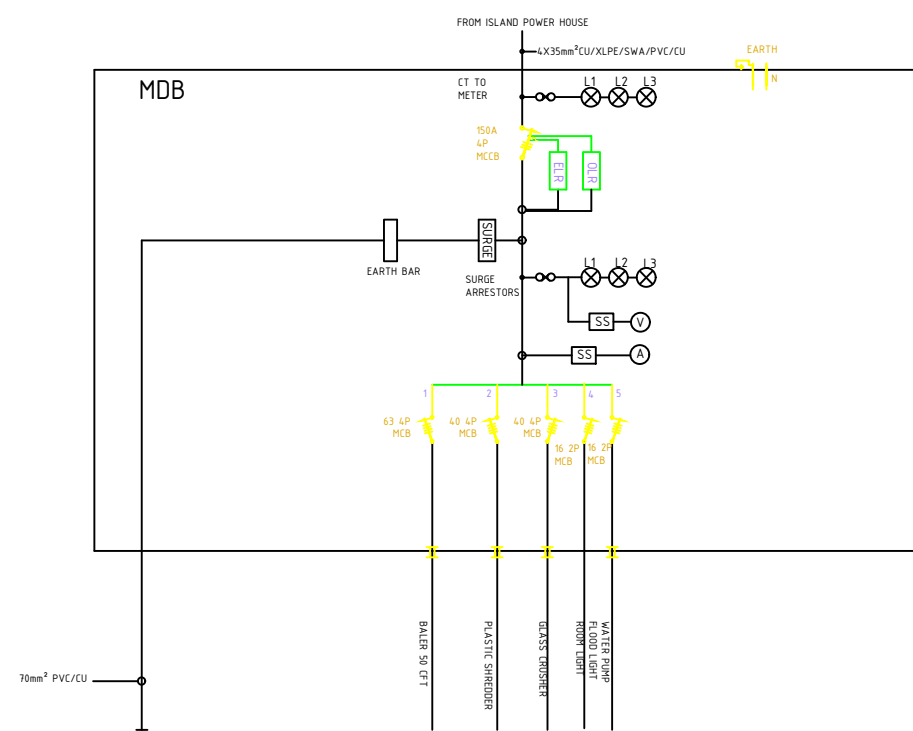 FROM ISLAND POWER HOUSE
4X35mm²CU/XLPE/SWA/PVC/CU
EARTH
N
MDB
CT TO
METER
L1 L2 L3
150A
4P
MCCB
ELR
OLR
SURGE
EARTH BAR
SURGE
ARRESTORS
L1 L2 L3
SS V
SS A
1 2 3 4 5
63 4P
MCB
40 4P
MCB
40 4P
MCB
16 2P
MCB
16 2P
MCB
BALER 50 CFT
PLASTIC SHREDDER
GLASS CRUSHER
ROOM LIGHT
FLOOD LIGHT
WATER PUMP
70mm² PVC/CU